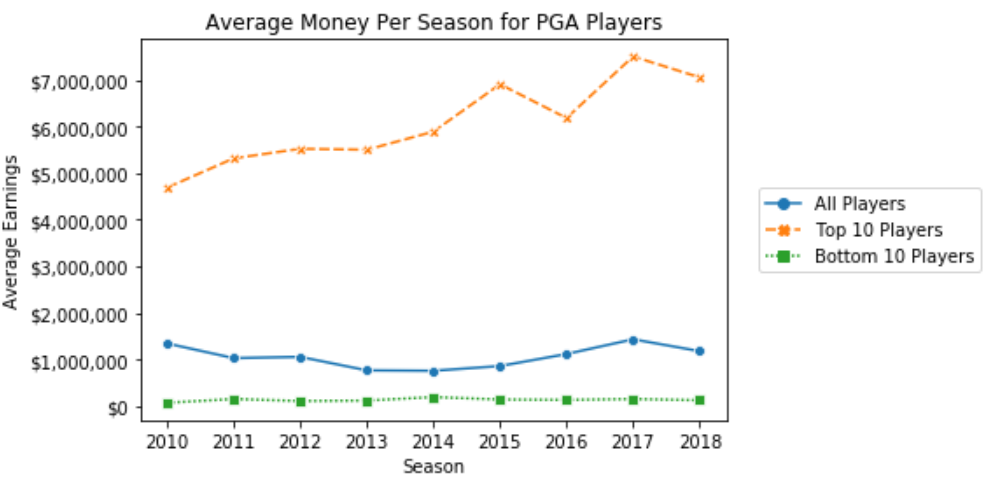 Average Money Per Season for PGA Players
Average Earnings
$7,000,000
$6,000,000
$5,000,000
$4,000,000
$3,000,000
$2,000,000
$1,000,000
$0
2010 2011 2012 2013 2014 2015 2016 2017 2018
Season
All Players
Top 10 Players
Bottom 10 Players